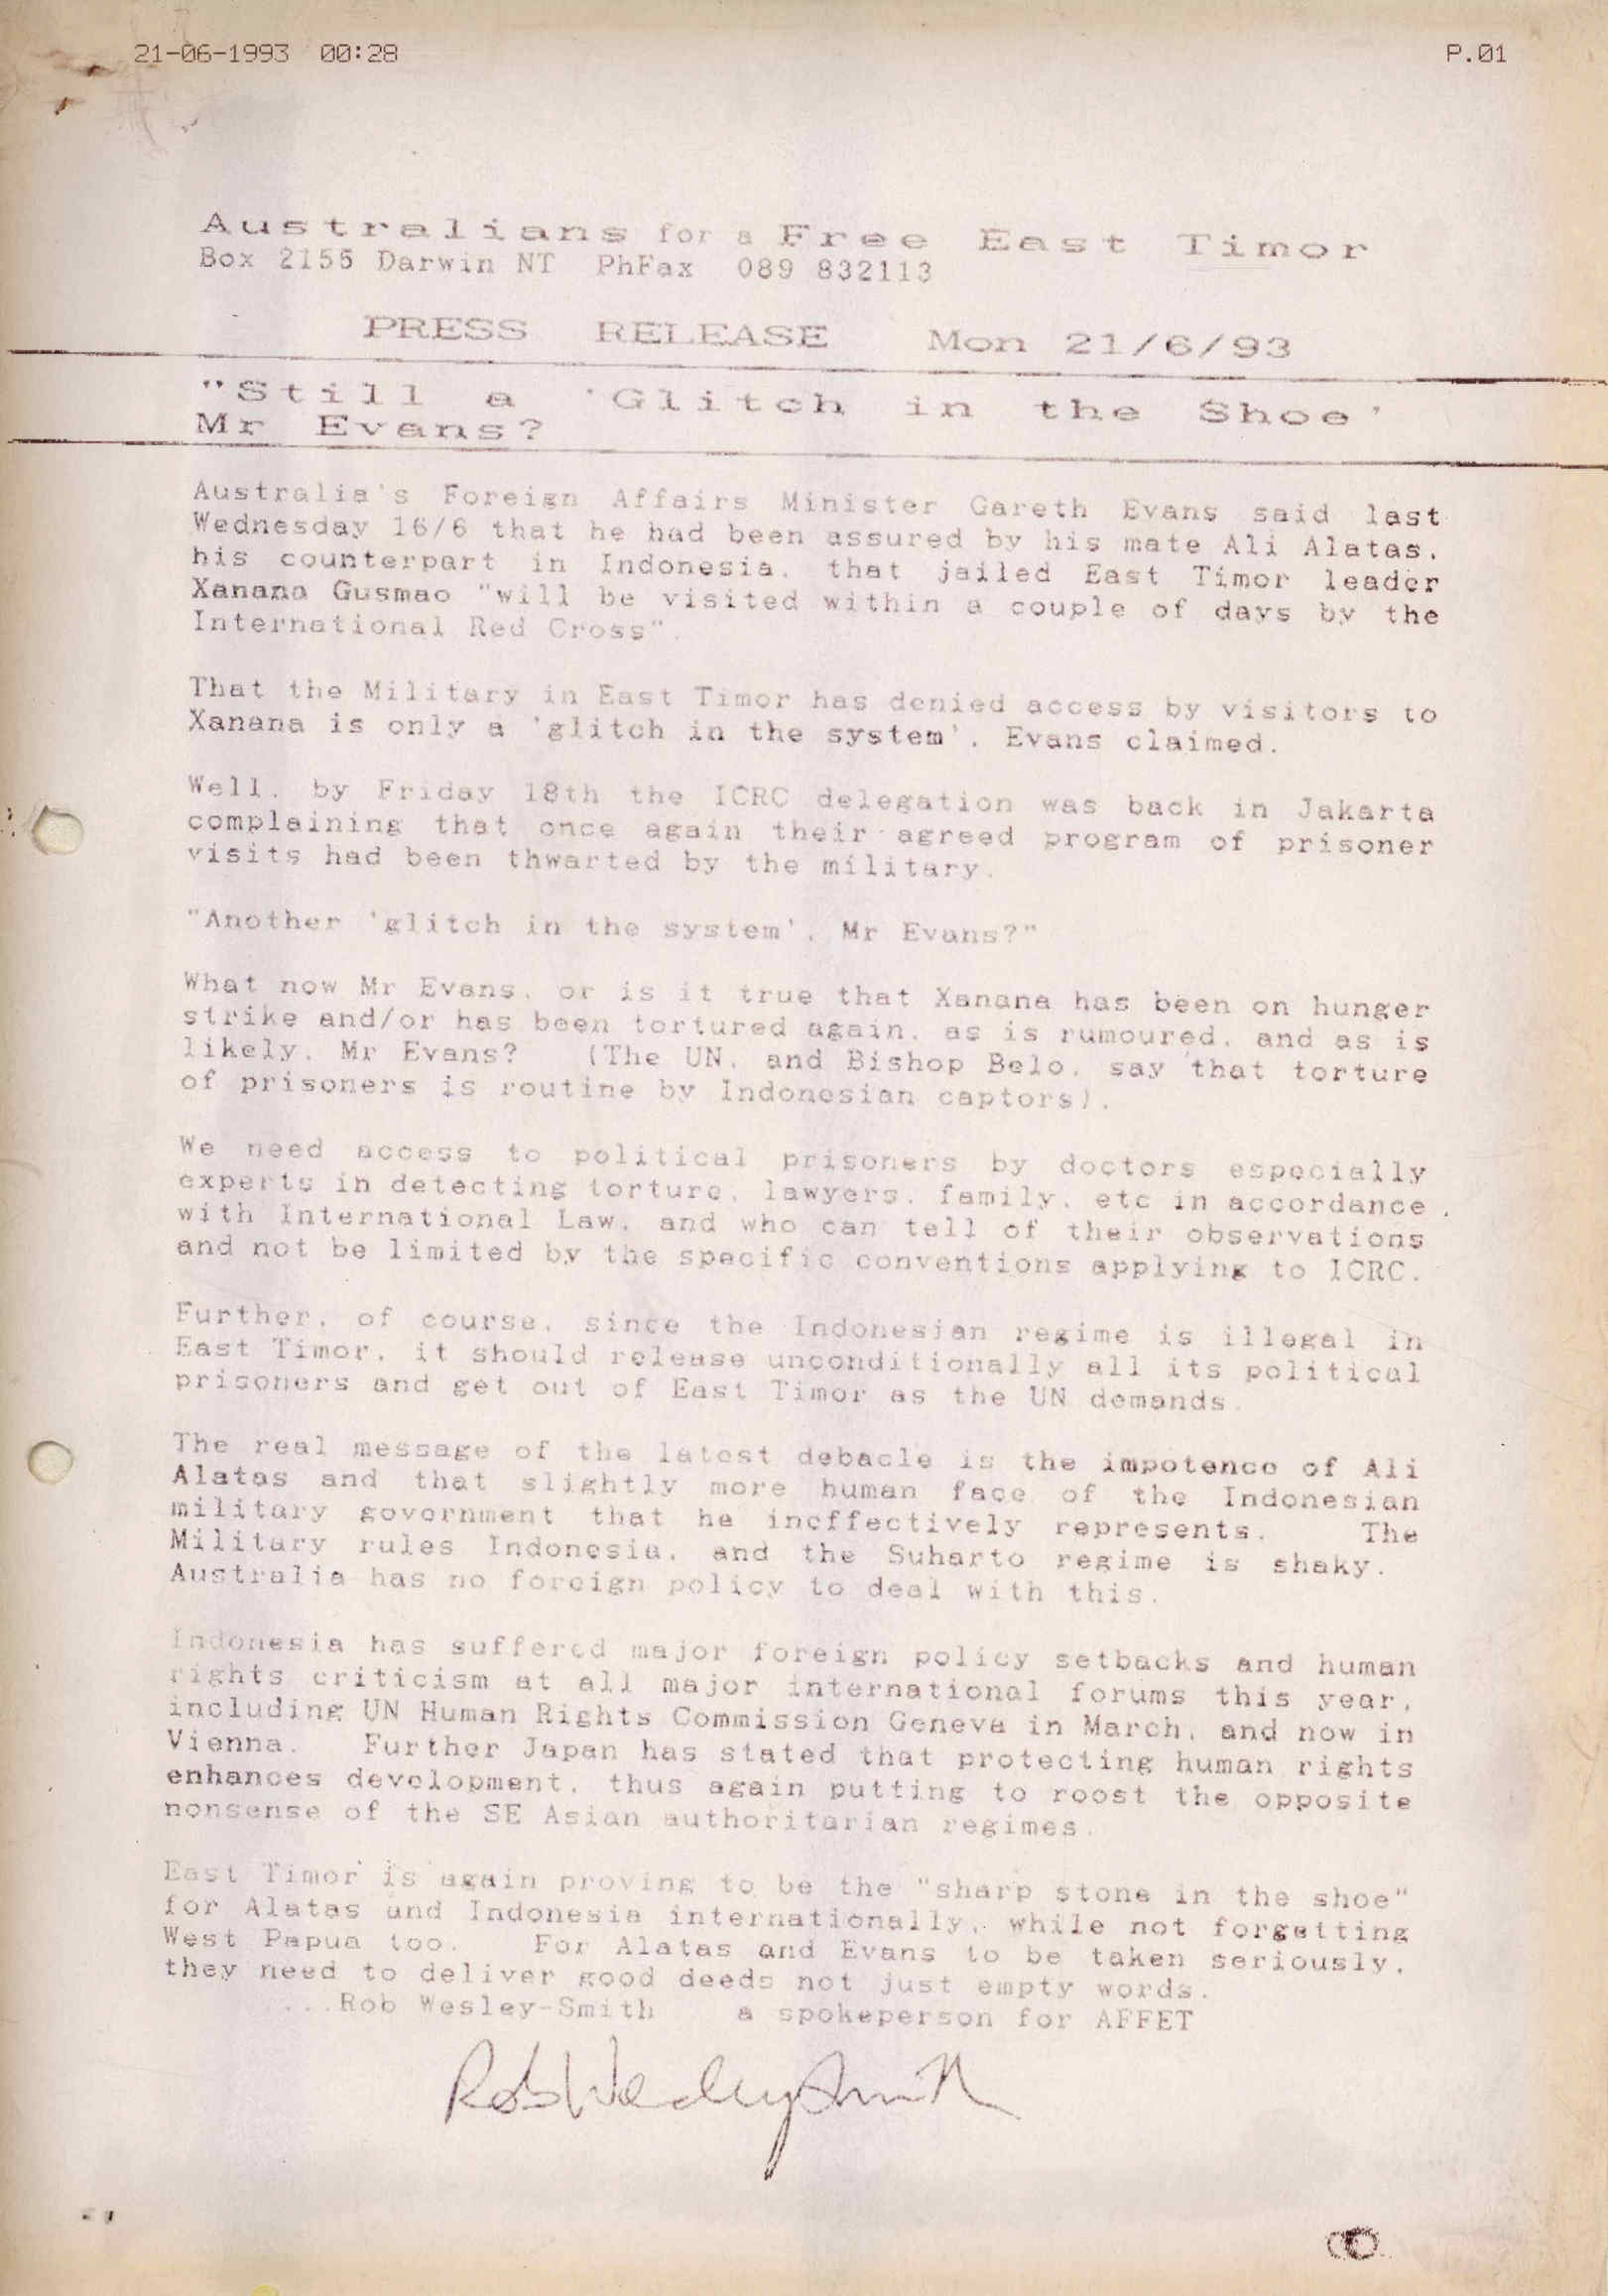 21-06-1993 00:28 P.01
Australians for a Free East Timor
Box 2155 Darwin NT PhFax 089 832113
PRESS RELEASE Mon 21/6/93
"Still a 'Glitch in the Shoe'
Mr Evans?
Australia's Foreign Affairs Minister Gareth Evans said last
Wednesday 16/6 that he had been assured by his mate Ali Alatas,
his counterpart in Indonesia, that jailed East Timor leader
Xanana Gusmao "will be visited within a couple of days by the
International Red Cross".
That the Military in East Timor has denied access by visitors to
Xanana is only a 'glitch in the system', Evans claimed.
Well, by Friday 18th the ICRC delegation was back in Jakarta
complaining that once again their agreed program of prisoner
visits had been thwarted by the military.
"Another 'glitch in the system', Mr Evans?"
What now Mr Evans, or is it true that Xanana has been on hunger
strike and/or has been tortured again, as is rumoured, and as is
likely, Mr Evans? (The UN, and Bishop Belo, say that torture
of prisoners is routine by Indonesian captors).
We need access to political prisoners by doctors especially
experts in detecting torture, lawyers, family, etc in accordance
with International Law, and who can tell of their observations
and not be limited by the specific conventions applying to ICRC.
Further, of course, since the Indonesian regime is illegal in
East Timor, it should release unconditionally all its political
prisoners and get out of East Timor as the UN demands.
The real message of the latest debacle is the impotence of Ali
Alatas and that slightly more human face of the Indonesian
military government that he ineffectively represents. The
Military rules Indonesia, and the Suharto regime is shaky.
Australia has no foreign policy to deal with this.
Indonesia has suffered major foreign policy setbacks and human
rights criticism at all major international forums this year,
including UN Human Rights Commission Geneva in March, and now in
Vienna. Further Japan has stated that protecting human rights
enhances development, thus again putting to roost the opposite
nonsense of the SE Asian authoritarian regimes.
East Timor is again proving to be the "sharp stone in the shoe"
for Alatas and Indonesia internationally, while not forgetting
West Papua too. For Alatas and Evans to be taken seriously,
they need to deliver good deeds not just empty words.
....Rob Wesley-Smith a spokeperson for AFFET
Rob Wesley Smith